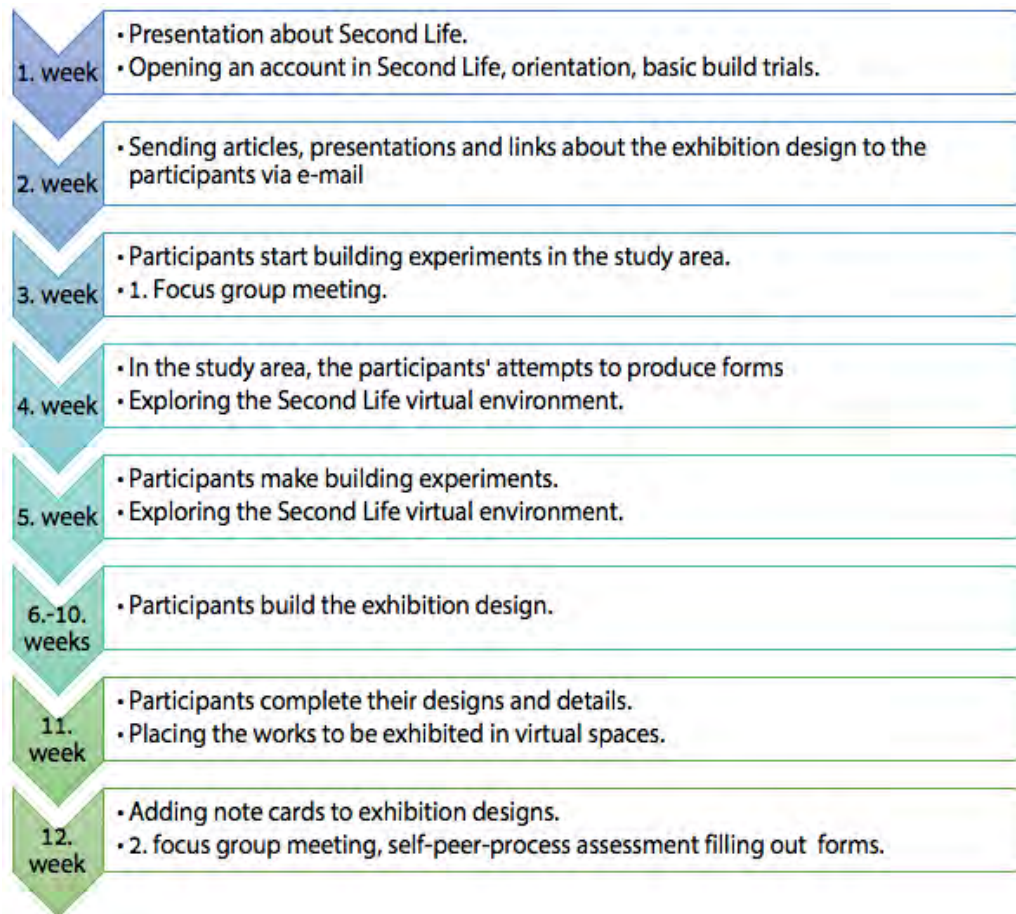 1. week
• Presentation about Second Life.
• Opening an account in Second Life, orientation, basic build trials.
2. week
• Sending articles, presentations and links about the exhibition design to the
participants via e-mail
3. week
• Participants start building experiments in the study area.
• 1. Focus group meeting.
4. week
• In the study area, the participants' attempts to produce forms
• Exploring the Second Life virtual environment.
5. week
• Participants make building experiments.
• Exploring the Second Life virtual environment.
6.-10.
weeks
• Participants build the exhibition design.
11.
week
• Participants complete their designs and details.
• Placing the works to be exhibited in virtual spaces.
12.
week
• Adding note cards to exhibition designs.
• 2. focus group meeting, self-peer-process assessment filling out forms.